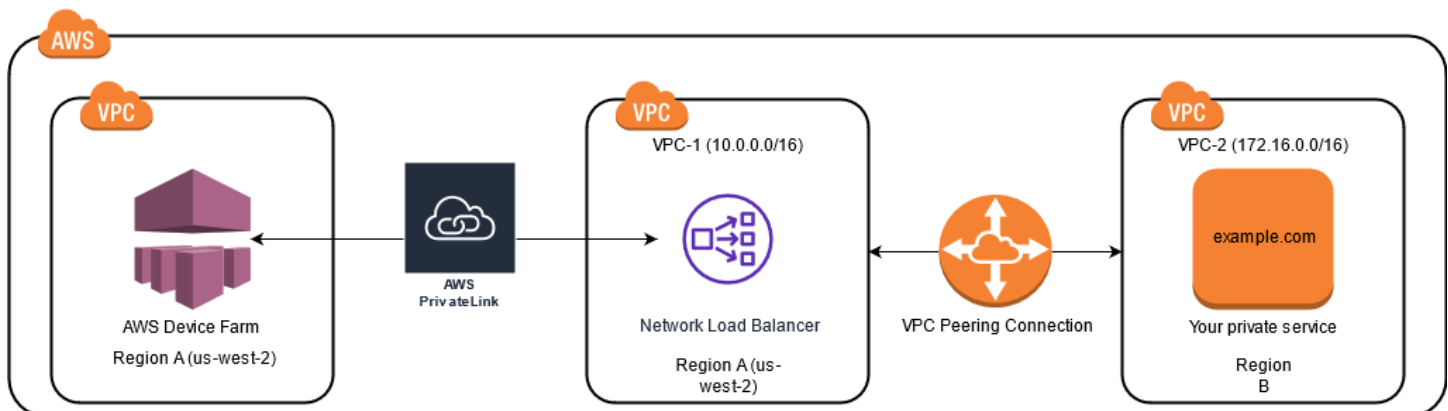 AWS
VPC
VPC
VPC
VPC-1 (10.0.0.0/16)
VPC-2 (172.16.0.0/16)
example.com
AWS
PrivateLink
AWS Device Farm
Network Load Balancer
VPC Peering Connection
Your private service
Region A (us-west-2)
Region A (us-
west-2)
Region
B